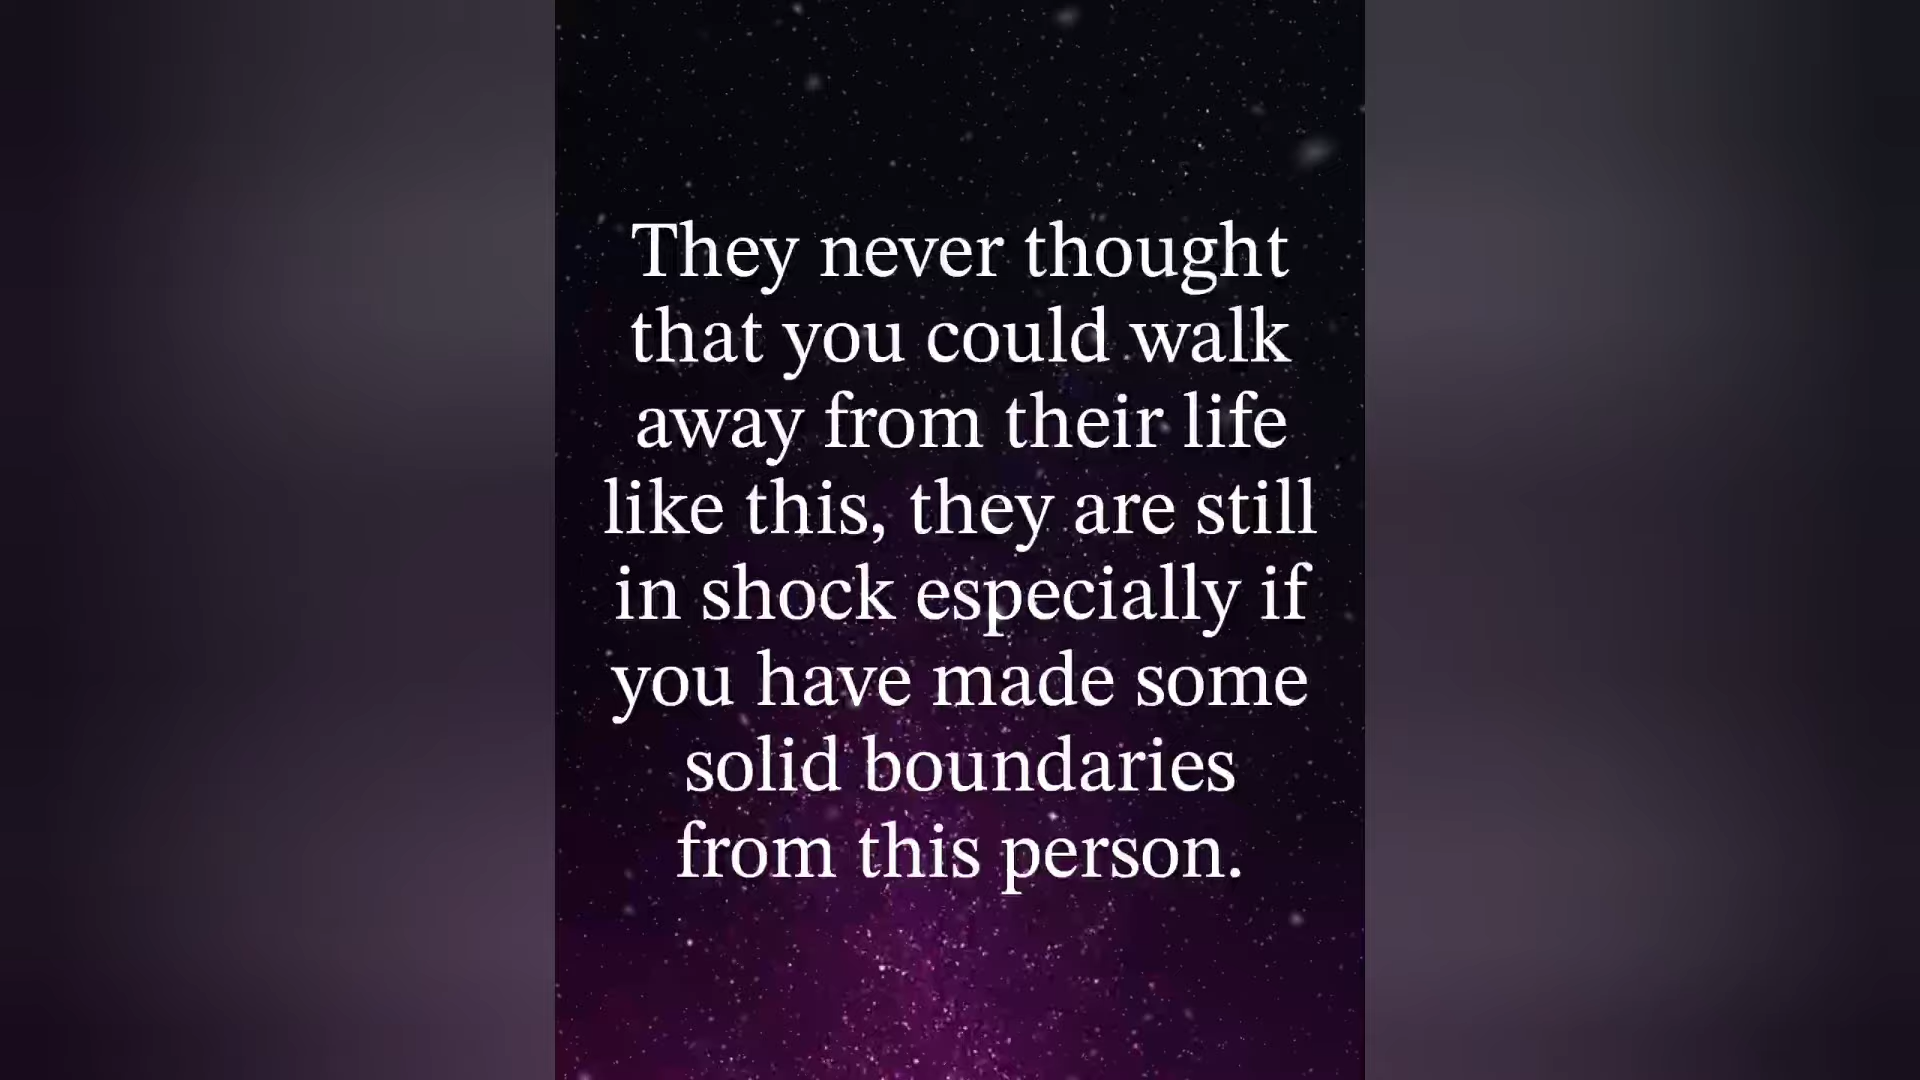 They never thought
that you could walk
away from their life
like this, they are still
in shock especially if
you have made some
solid boundaries
from this person.